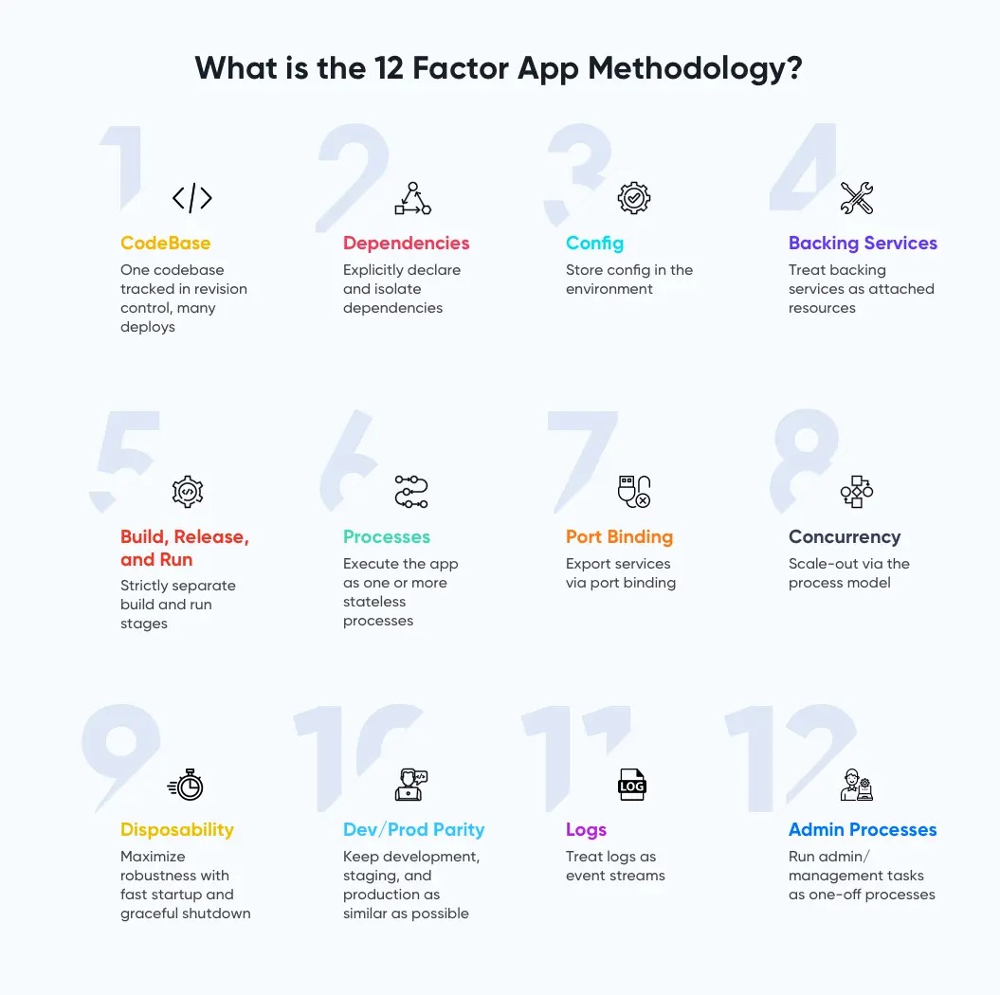 What is the 12 Factor App Methodology?
1
CodeBase
One codebase
tracked in revision
control, many
deploys
2
Dependencies
Explicitly declare
and isolate
dependencies
3
Config
Store config in the
environment
4
Backing Services
Treat backing
services as attached
resources
5
</>
Build, Release,
and Run
Strictly separate
build and run
stages
6
Processes
Execute the app
as one or more
stateless
processes
7
Port Binding
Export services
via port binding
8
Concurrency
Scale-out via the
process model
9
Disposability
Maximize
robustness with
fast startup and
graceful shutdown
10
</>
Dev/Prod Parity
Keep development,
staging, and
production as
similar as possible
11
LOG
Logs
Treat logs as
event streams
12
Admin Processes
Run admin/
management tasks
as one-off processes